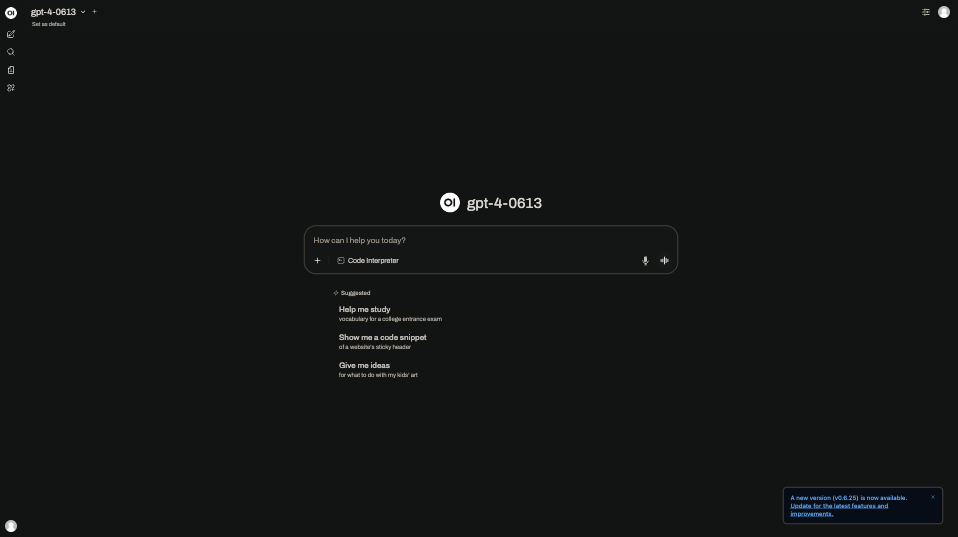 OI
gpt-4-0613
Set as default
OI gpt-4-0613
How can I help you today?
Code Interpreter
Suggested
Help me study
vocabulary for a college entrance exam
Show me a code snippet
of a website's sticky header
Give me ideas
for what to do with my kids' art
A new version (v0.6.25) is now available.
Update for the latest features and
improvements.